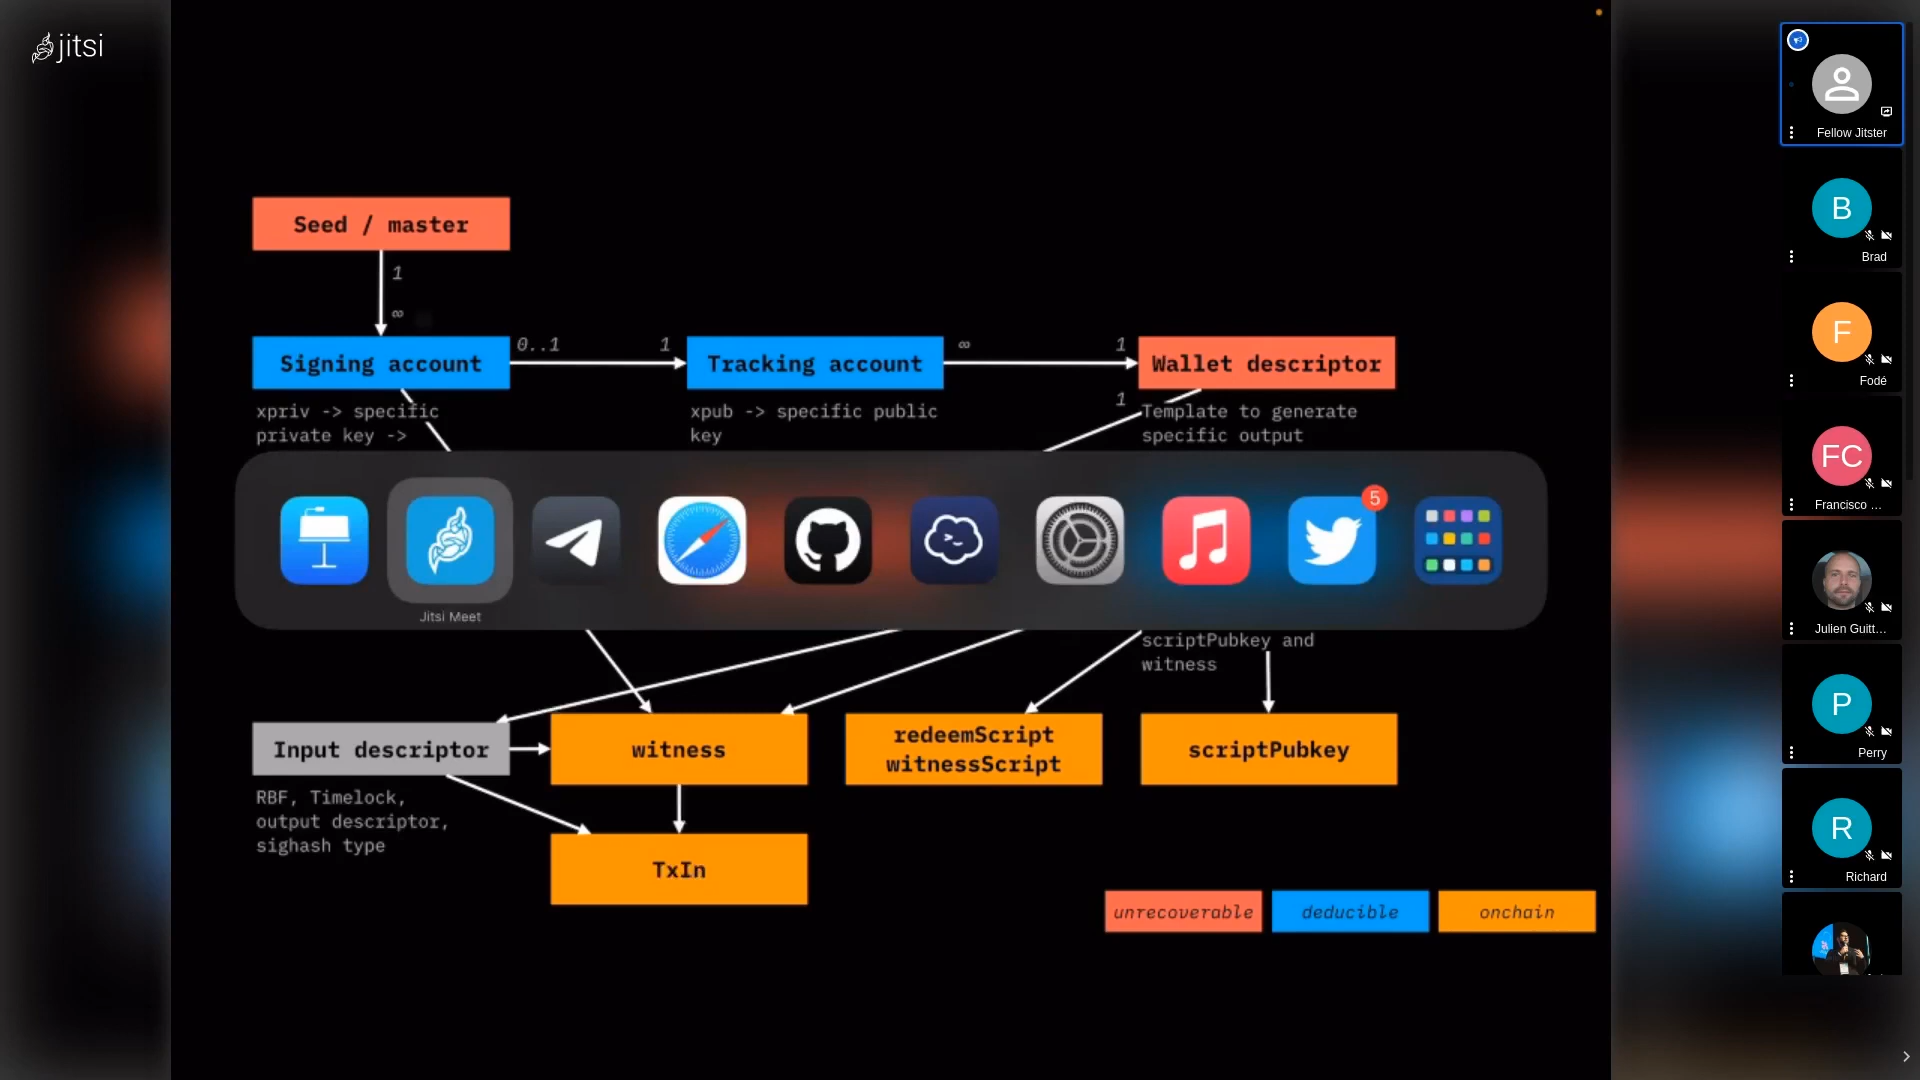 jitsi
Seed / master
1
∞
Signing account
0..1
1
Tracking account
∞
1
Wallet descriptor
xpriv -> specific
private key ->
xpub -> specific public
key
1
Template to generate
specific output
5
Jitsi Meet
scriptPubkey and
witness
Input descriptor
witness
redeemScript
witnessScript
scriptPubkey
RBF, Timelock,
output descriptor,
sighash type
TxIn
unrecoverable
deducible
onchain
Fellow Jitster
B
Brad
F
Fodé
FC
Francisco ...
Julien Guitt...
P
Perry
R
Richard